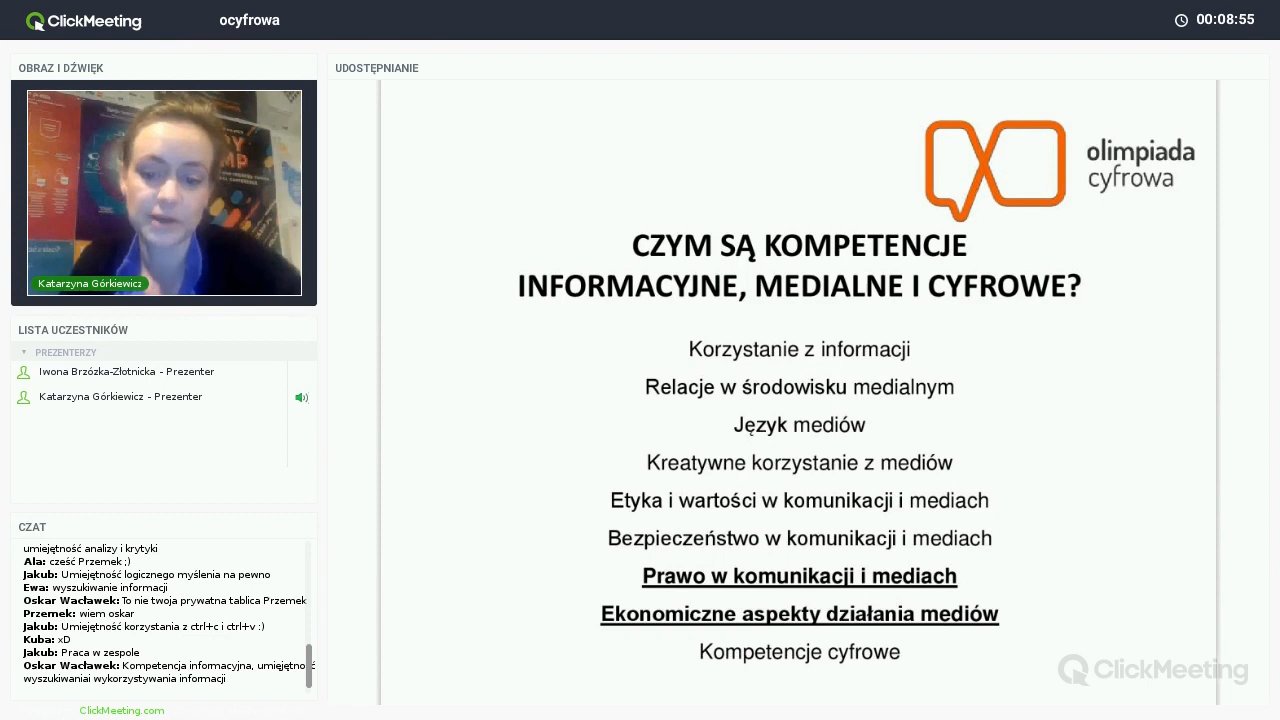 ClickMeeting
ocyfrowa
00:08:55
OBRAZ I DŹWIĘK
Katarzyna Górkiewicz
LISTA UCZESTNIKÓW
PREZENTERZY
Iwona Brzózka-Złotnicka - Prezenter
Katarzyna Górkiewicz - Prezenter
CZAT
umiejętność analizy i krytyki
Ala: cześć Przemek ;)
Jakub: Umiejętność logicznego myślenia na pewno
Ewa: wyszukiwanie informacji
Oskar Wacławek: To nie twoja prywatna tablica Przemek
Przemek: wiem oskar
Jakub: Umiejętność korzystania z ctrl+c i ctrl+v :)
Kuba: xD
Jakub: Praca w zespole
Oskar Wacławek: Kompetencja informacyjna, umięjętność
wyszukiwaniai wykorzystywania informacji
ClickMeeting.com
UDOSTĘPNIANIE
olimpiada
cyfrowa
CZYM SĄ KOMPETENCJE
INFORMACYJNE, MEDIALNE I CYFROWE?
Korzystanie z informacji
Relacje w środowisku medialnym
Język mediów
Kreatywne korzystanie z mediów
Etyka i wartości w komunikacji i mediach
Bezpieczeństwo w komunikacji i mediach
Prawo w komunikacji i mediach
Ekonomiczne aspekty działania mediów
Kompetencje cyfrowe
ClickMeeting